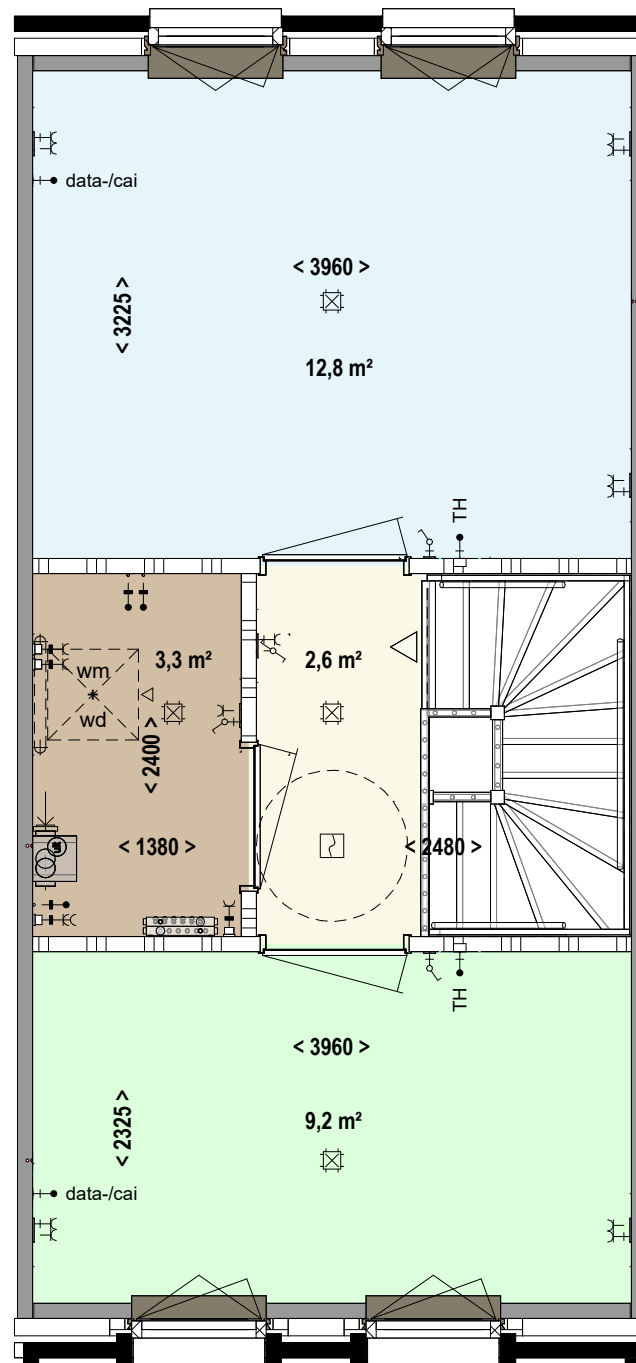 data-/cai
< 3960 >
< 3225 >
12,8 m²
TH
3,3 m²
2,6 m²
wm
wd
< 2400 >
< 1380 >
< 2480 >
TH
< 3960 >
9,2 m²
< 2325 >
data-/cai